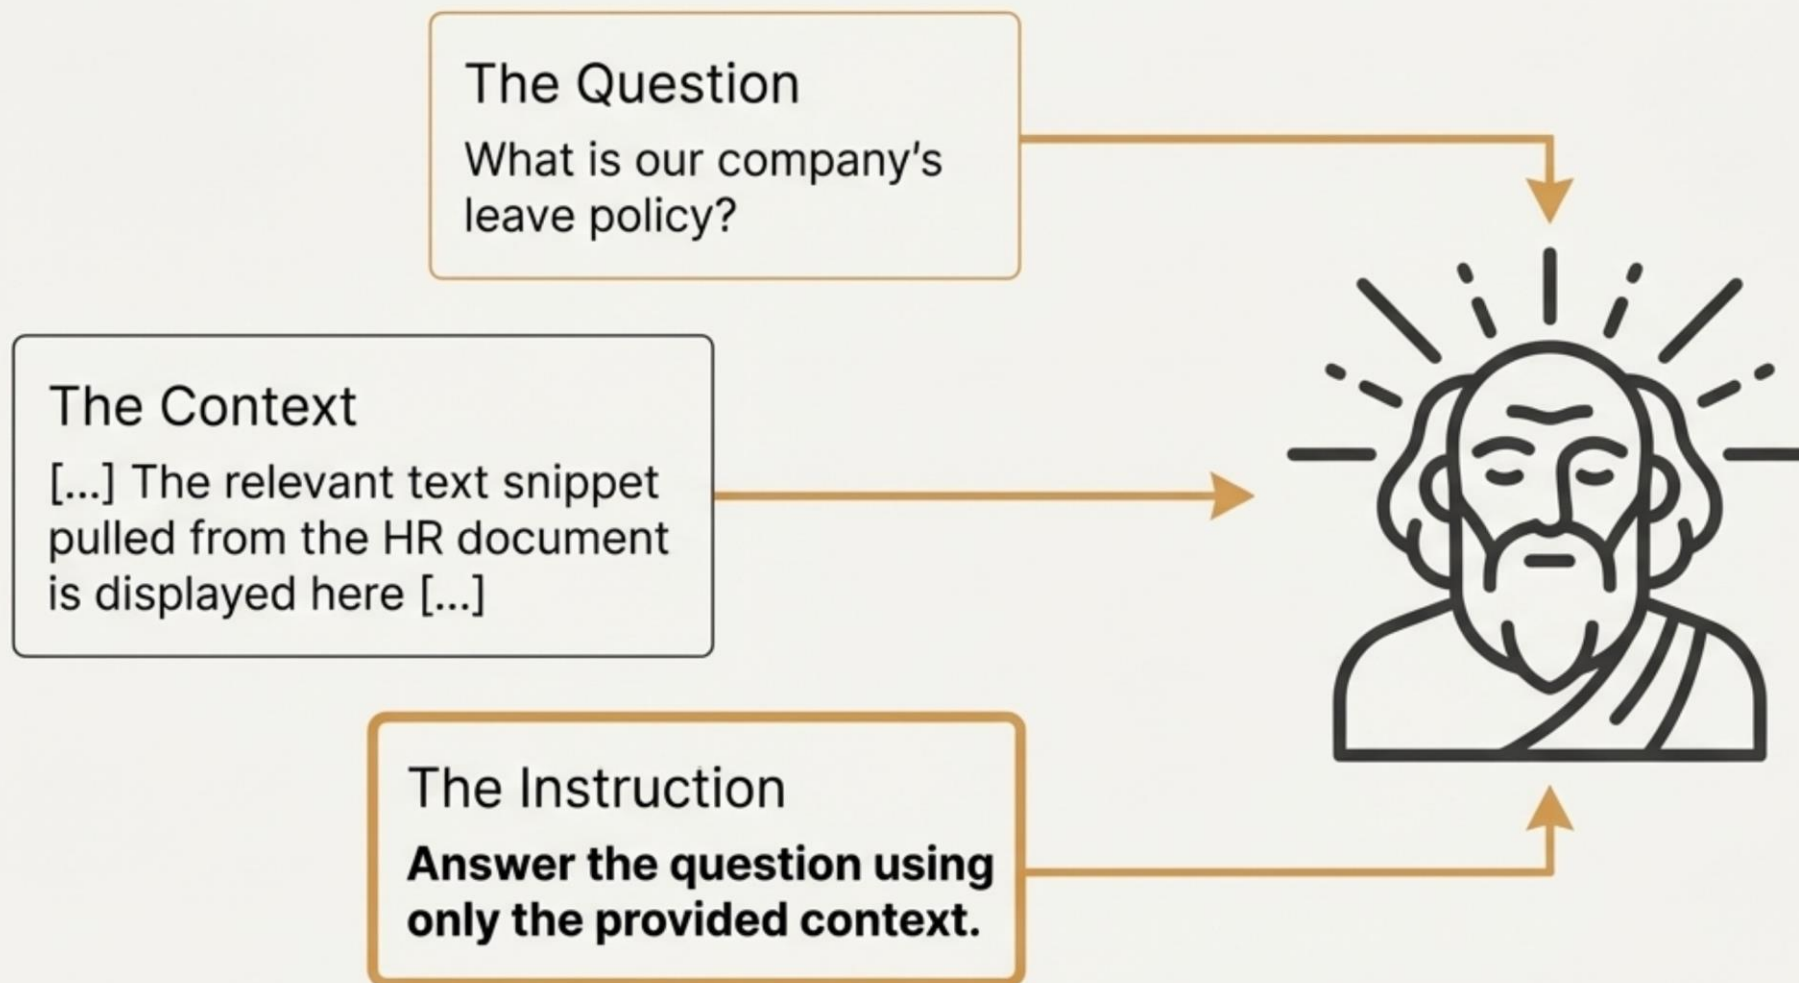 The Question
What is our company's
leave policy?
The Context
[...] The relevant text snippet
pulled from the HR document
is displayed here [...]
The Instruction
Answer the question using
only the provided context.